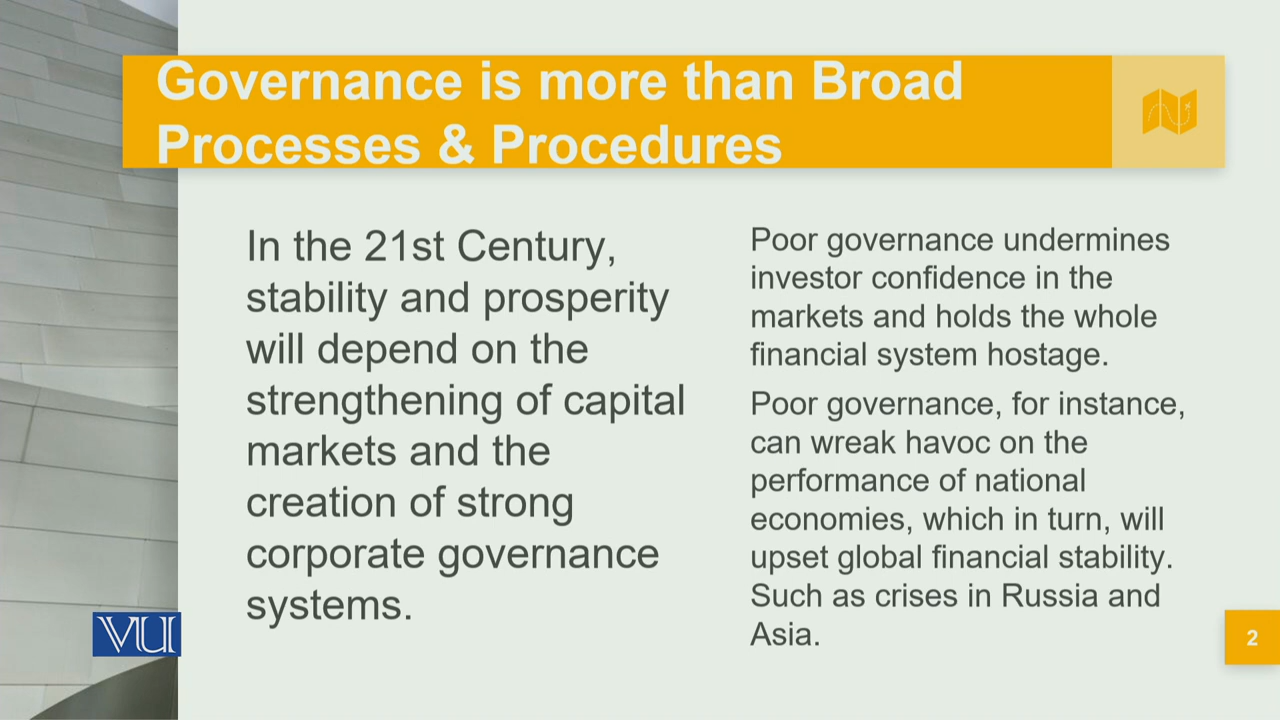 Governance is more than Broad
Processes & Procedures
In the 21st Century,
stability and prosperity
will depend on the
strengthening of capital
markets and the
creation of strong
corporate governance
systems.
Poor governance undermines
investor confidence in the
markets and holds the whole
financial system hostage.
Poor governance, for instance,
can wreak havoc on the
performance of national
economies, which in turn, will
upset global financial stability.
Such as crises in Russia and
Asia.
VU
2